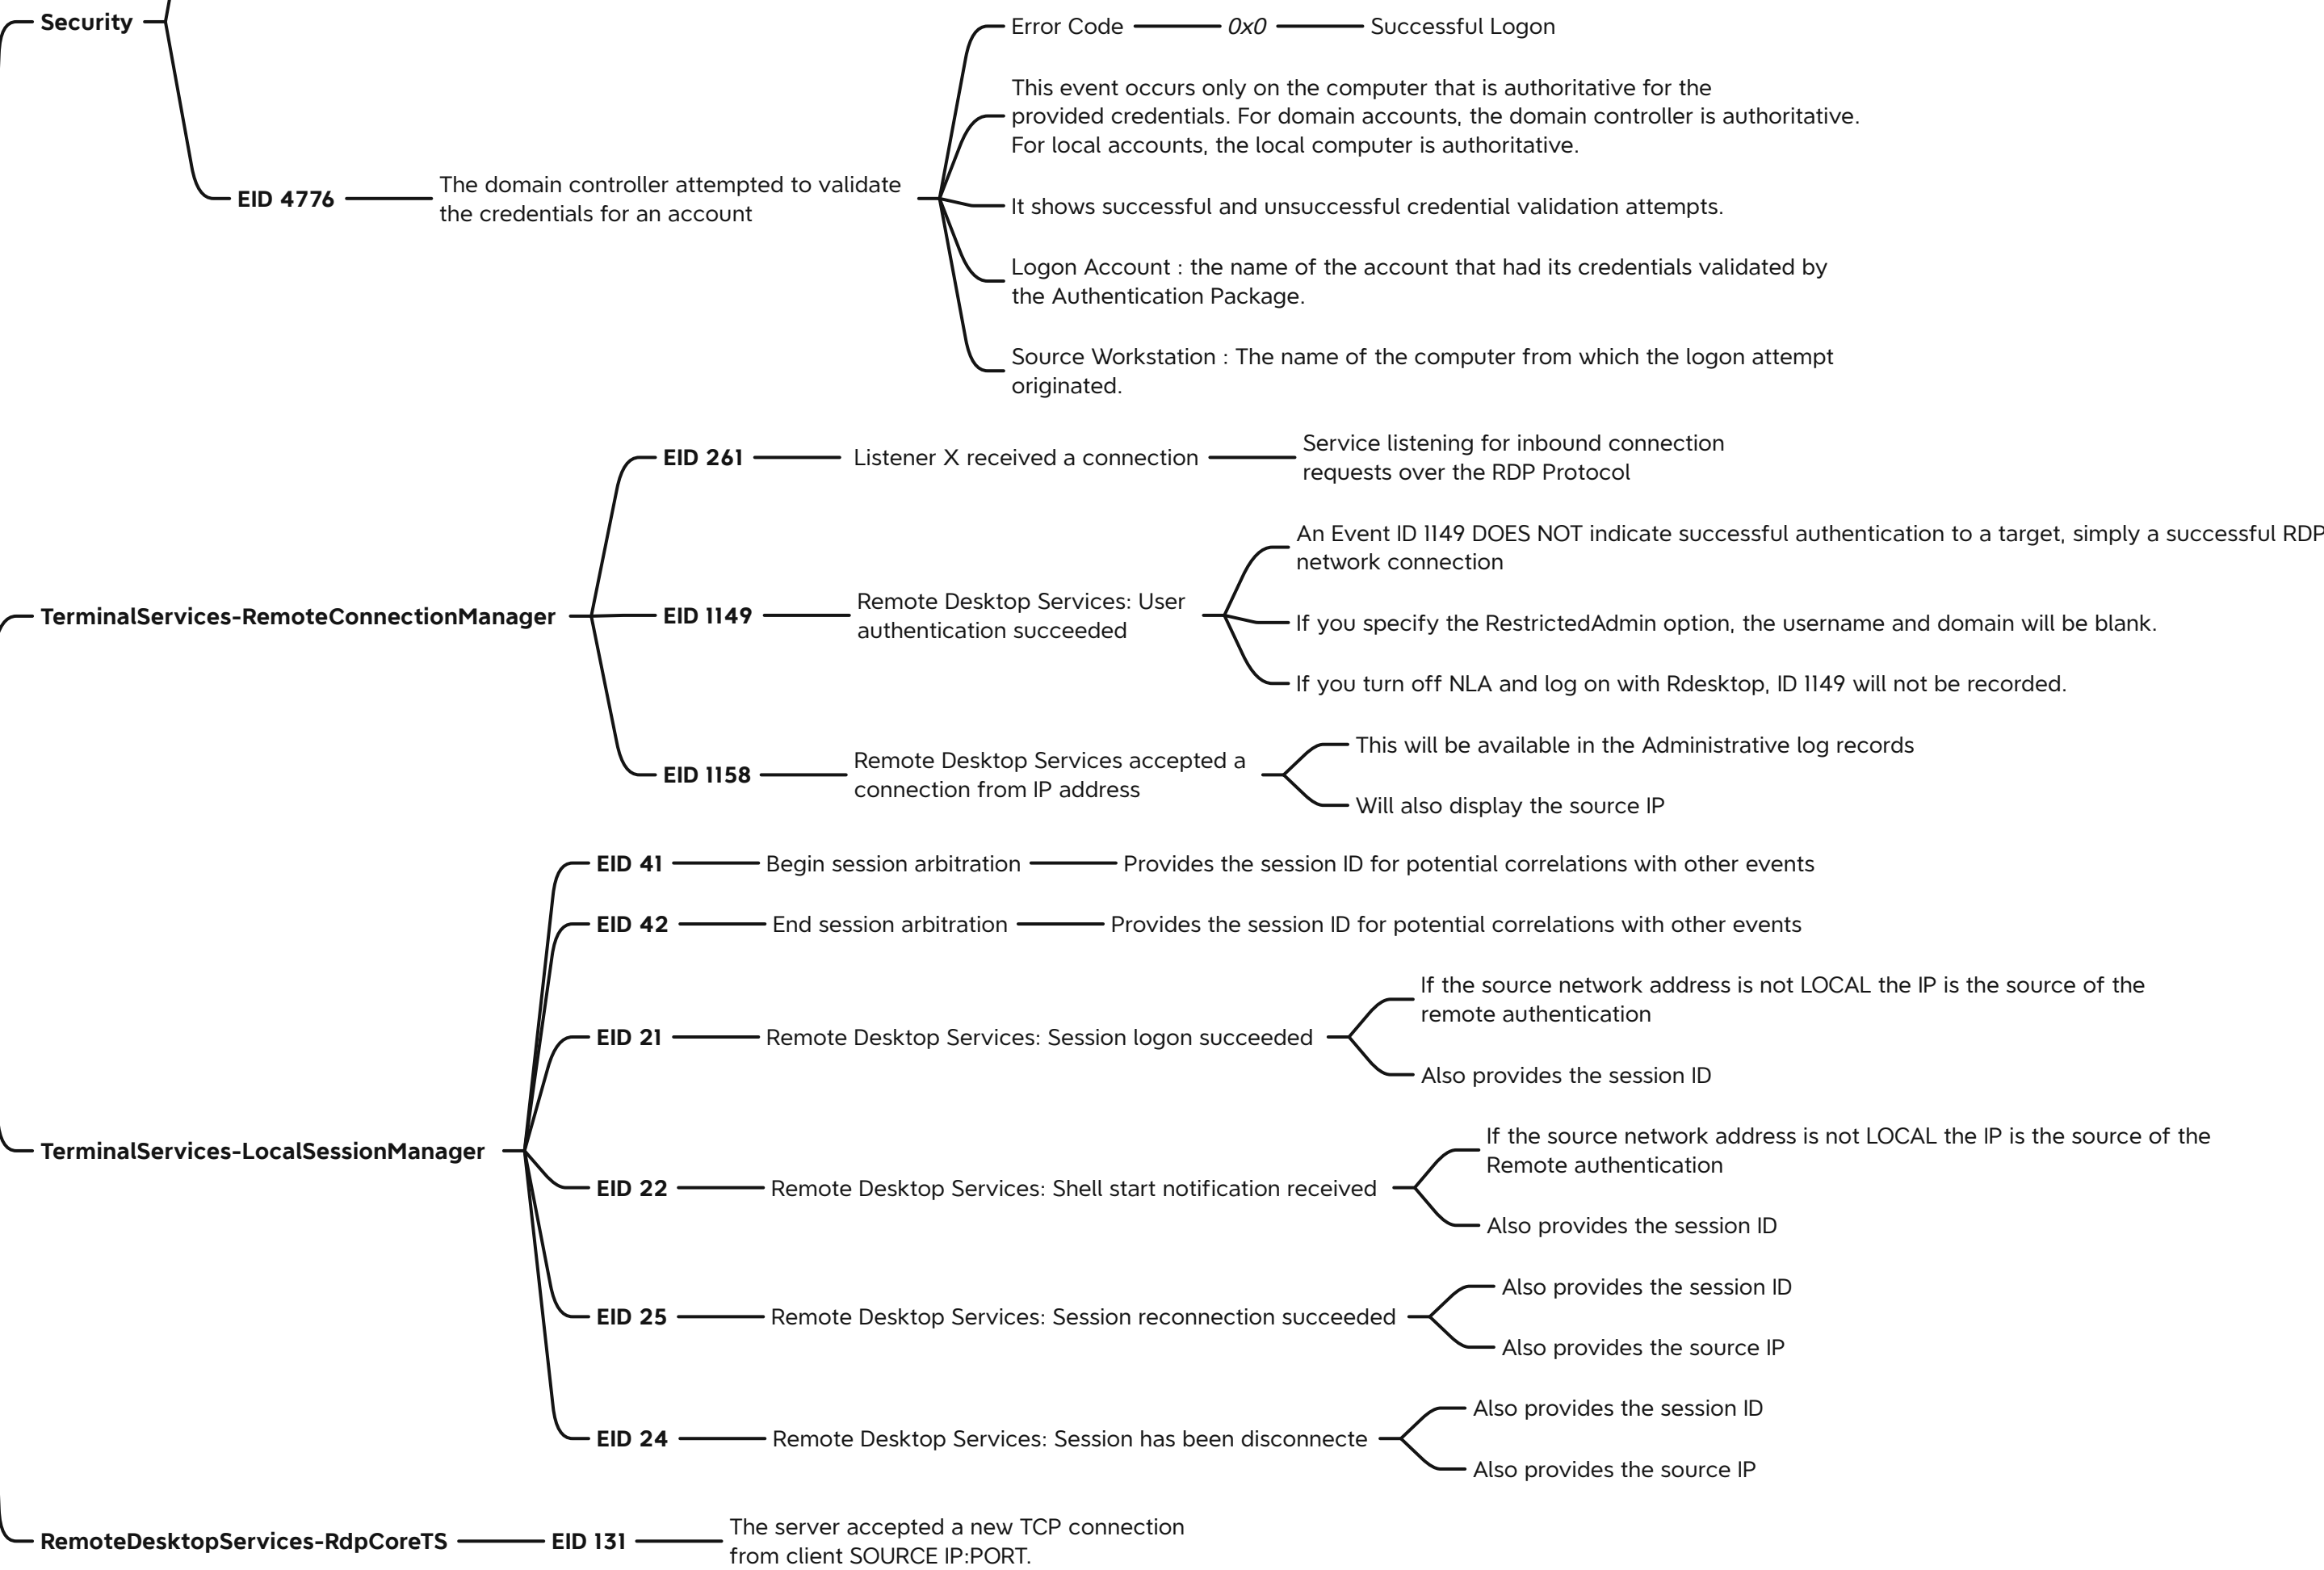 Security
Error Code
0x0
Successful Logon
This event occurs only on the computer that is authoritative for the
provided credentials. For domain accounts, the domain controller is authoritative.
For local accounts, the local computer is authoritative.
EID 4776
The domain controller attempted to validate
the credentials for an account
It shows successful and unsuccessful credential validation attempts.
Logon Account : the name of the account that had its credentials validated by
the Authentication Package.
Source Workstation : The name of the computer from which the logon attempt
originated.
TerminalServices-RemoteConnectionManager
EID 261
Listener X received a connection
Service listening for inbound connection
requests over the RDP Protocol
EID 1149
Remote Desktop Services: User
authentication succeeded
An Event ID 1149 DOES NOT indicate successful authentication to a target, simply a successful RDP
network connection
If you specify the RestrictedAdmin option, the username and domain will be blank.
If you turn off NLA and log on with Rdesktop, ID 1149 will not be recorded.
EID 1158
Remote Desktop Services accepted a
connection from IP address
This will be available in the Administrative log records
Will also display the source IP
TerminalServices-LocalSessionManager
EID 41
Begin session arbitration
Provides the session ID for potential correlations with other events
EID 42
End session arbitration
Provides the session ID for potential correlations with other events
EID 21
Remote Desktop Services: Session logon succeeded
If the source network address is not LOCAL the IP is the source of the
remote authentication
Also provides the session ID
EID 22
Remote Desktop Services: Shell start notification received
If the source network address is not LOCAL the IP is the source of the
Remote authentication
Also provides the session ID
EID 25
Remote Desktop Services: Session reconnection succeeded
Also provides the session ID
Also provides the source IP
EID 24
Remote Desktop Services: Session has been disconnecte
Also provides the session ID
Also provides the source IP
RemoteDesktopServices-RdpCoreTS
EID 131
The server accepted a new TCP connection
from client SOURCE IP:PORT.